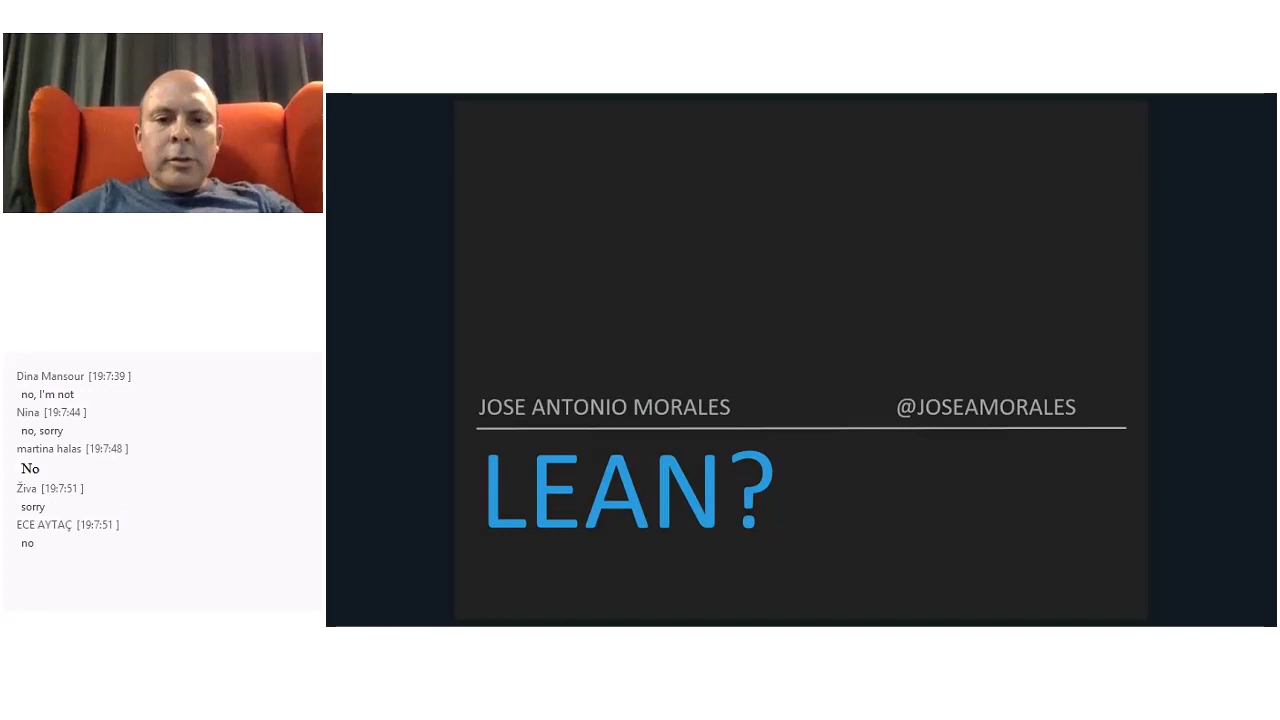 Dina Mansour [19:7:39 ]
no, I'm not
Nina [19:7:44 ]
no, sorry
martina halas [19:7:48 ]
No
Živa [19:7:51 ]
sorry
ECE AYTAÇ [19:7:51 ]
no
JOSE ANTONIO MORALES @JOSEAMORALES
LEAN?